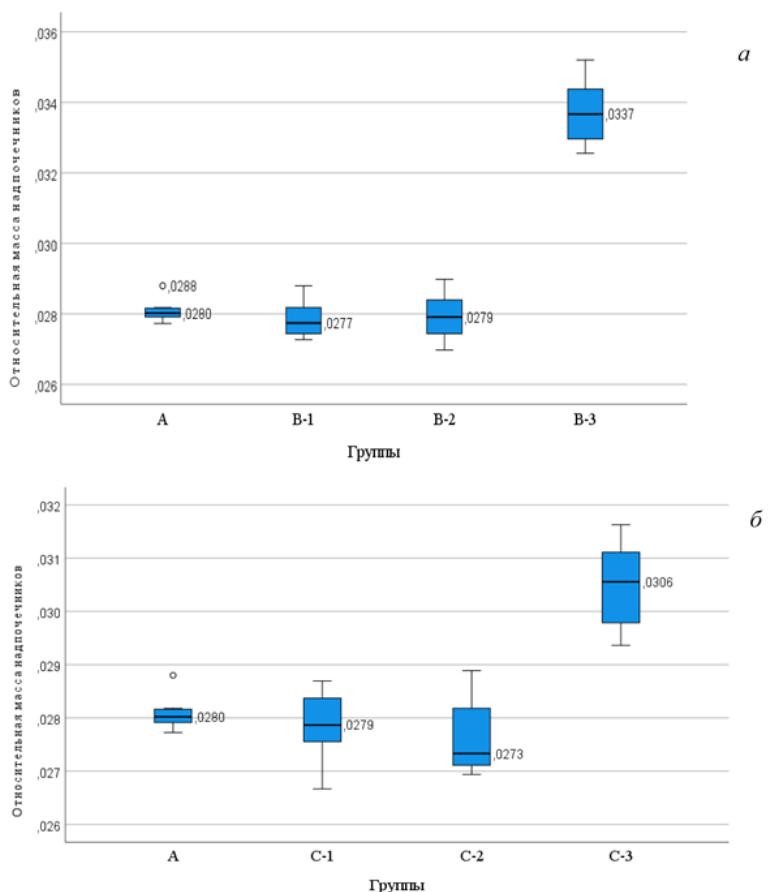 а
Относительная масса надпочечников
,036
,034
,032
,030
,028
,026
,0288
,0280
,0277
,0279
,0337
А B-1 B-2 B-3
Группы
б
Относительная масса надпочечников
,032
,031
,030
,029
,028
,027
,026
,0280
,0279
,0273
,0306
А C-1 C-2 C-3
Группы